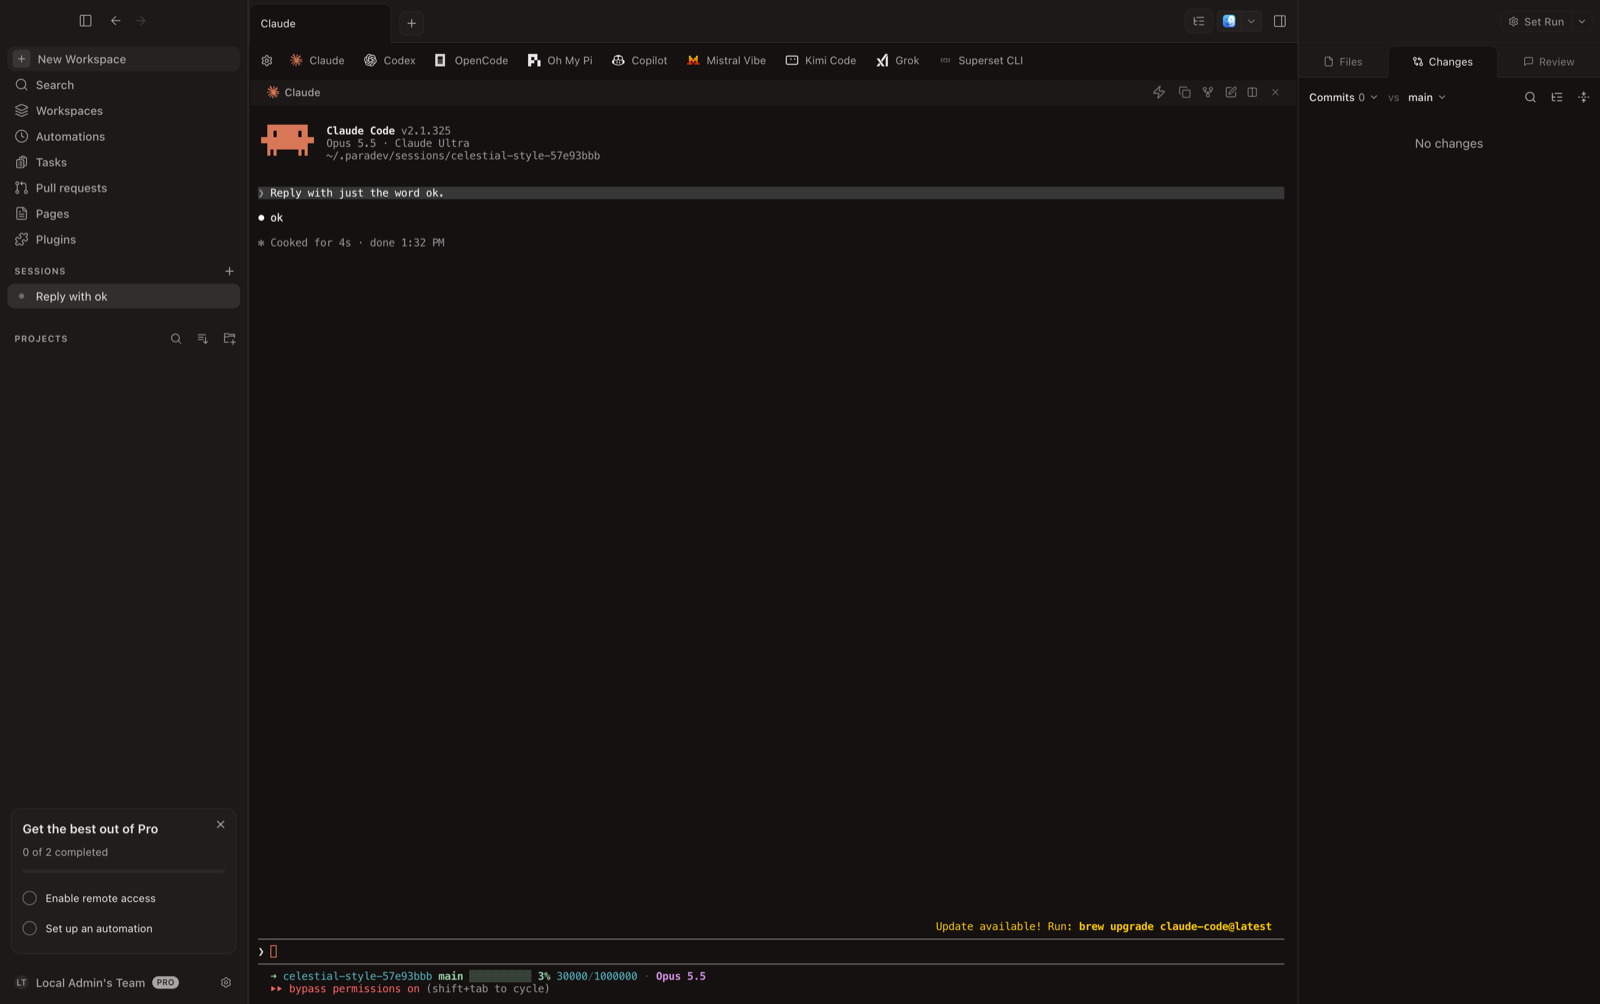 Claude
Set Run
New Workspace
Search
Workspaces
Automations
Tasks
Pull requests
Pages
Plugins
SESSIONS
Reply with ok
PROJECTS
Get the best out of Pro
0 of 2 completed
Enable remote access
Set up an automation
LT Local Admin's Team PRO
Claude Codex OpenCode Oh My Pi Copilot Mistral Vibe Kimi Code Grok Superset CLI
Claude
Claude Code v2.1.325
Opus 5.5 · Claude Ultra
~/.paradev/sessions/celestial-style-57e93bbb
❯ Reply with just the word ok.
● ok
✻ Cooked for 4s · done 1:32 PM
Update available! Run: brew upgrade claude-code@latest
❯
➜ celestial-style-57e93bbb main 3% 30000/1000000 · Opus 5.5
▸▸ bypass permissions on (shift+tab to cycle)
Files Changes Review
Commits 0 vs main
No changes